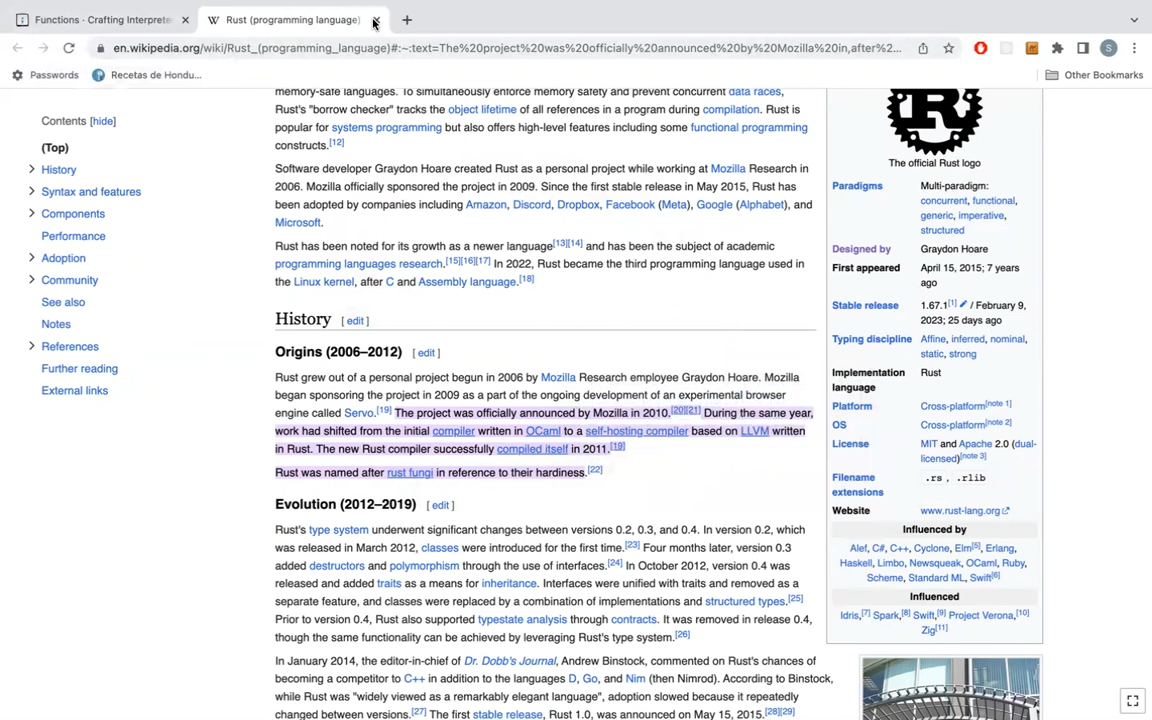 Functions · Crafting Interprete
Rust (programming language)
en.wikipedia.org/wiki/Rust_(programming_language)#:~:text=The%20project%20was%20officially%20announced%20by%20Mozilla%20in,after%2...
S
Passwords
Recetas de Hondu...
Other Bookmarks
Contents [hide]
(Top)
History
Syntax and features
Components
Performance
Adoption
Community
See also
Notes
References
Further reading
External links
memory-safe languages. To simultaneously enforce memory safety and prevent concurrent data races,
Rust's "borrow checker" tracks the object lifetime of all references in a program during compilation. Rust is
popular for systems programming but also offers high-level features including some functional programming
constructs.[12]
Software developer Graydon Hoare created Rust as a personal project while working at Mozilla Research in
2006. Mozilla officially sponsored the project in 2009. Since the first stable release in May 2015, Rust has
been adopted by companies including Amazon, Discord, Dropbox, Facebook (Meta), Google (Alphabet), and
Microsoft.
Rust has been noted for its growth as a newer language[13][14] and has been the subject of academic
programming languages research.[15][16][17] In 2022, Rust became the third programming language used in
the Linux kernel, after C and Assembly language.[18]
History [ edit ]
Origins (2006–2012) [ edit ]
Rust grew out of a personal project begun in 2006 by Mozilla Research employee Graydon Hoare. Mozilla
began sponsoring the project in 2009 as a part of the ongoing development of an experimental browser
engine called Servo.[19] The project was officially announced by Mozilla in 2010.[20][21] During the same year,
work had shifted from the initial compiler written in OCaml to a self-hosting compiler based on LLVM written
in Rust. The new Rust compiler successfully compiled itself in 2011.[19]
Rust was named after rust fungi in reference to their hardiness.[22]
Evolution (2012–2019) [ edit ]
Rust's type system underwent significant changes between versions 0.2, 0.3, and 0.4. In version 0.2, which
was released in March 2012, classes were introduced for the first time.[23] Four months later, version 0.3
added destructors and polymorphism through the use of interfaces.[24] In October 2012, version 0.4 was
released and added traits as a means for inheritance. Interfaces were unified with traits and removed as a
separate feature, and classes were replaced by a combination of implementations and structured types.[25]
Prior to version 0.4, Rust also supported typestate analysis through contracts. It was removed in release 0.4,
though the same functionality can be achieved by leveraging Rust's type system.[26]
In January 2014, the editor-in-chief of Dr. Dobb's Journal, Andrew Binstock, commented on Rust's chances of
becoming a competitor to C++ in addition to the languages D, Go, and Nim (then Nimrod). According to Binstock,
while Rust was "widely viewed as a remarkably elegant language", adoption slowed because it repeatedly
changed between versions.[27] The first stable release, Rust 1.0, was announced on May 15, 2015.[28][29]
R
The official Rust logo
Paradigms Multi-paradigm:
concurrent, functional,
generic, imperative,
structured
Designed by Graydon Hoare
First appeared April 15, 2015; 7 years
ago
Stable release 1.67.1[1] / February 9,
2023; 25 days ago
Typing discipline Affine, inferred, nominal,
static, strong
Implementation Rust
language
Platform Cross-platform[note 1]
OS Cross-platform[note 2]
License MIT and Apache 2.0 (dual-
licensed)[note 3]
Filename .rs, .rlib
extensions
Website www.rust-lang.org
Influenced by
Alef, C#, C++, Cyclone, Elm[5], Erlang,
Haskell, Limbo, Newsqueak, OCaml, Ruby,
Scheme, Standard ML, Swift[6]
Influenced
Idris,[7] Spark,[8] Swift,[9] Project Verona,[10]
Zig[11]